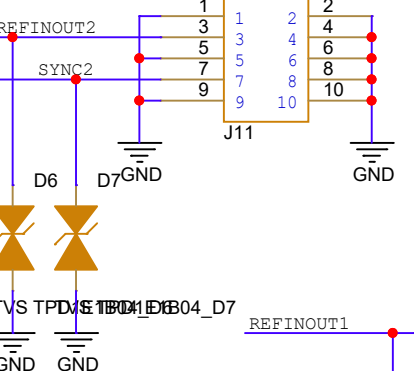 1 1 2 2
REFINOUT2 3 3 4 4
5 5 6 6
SYNC2 7 7 8 8
9 9 10 10
J11
GND GND
D6 D7
D7
REFINOUT1
GND GND